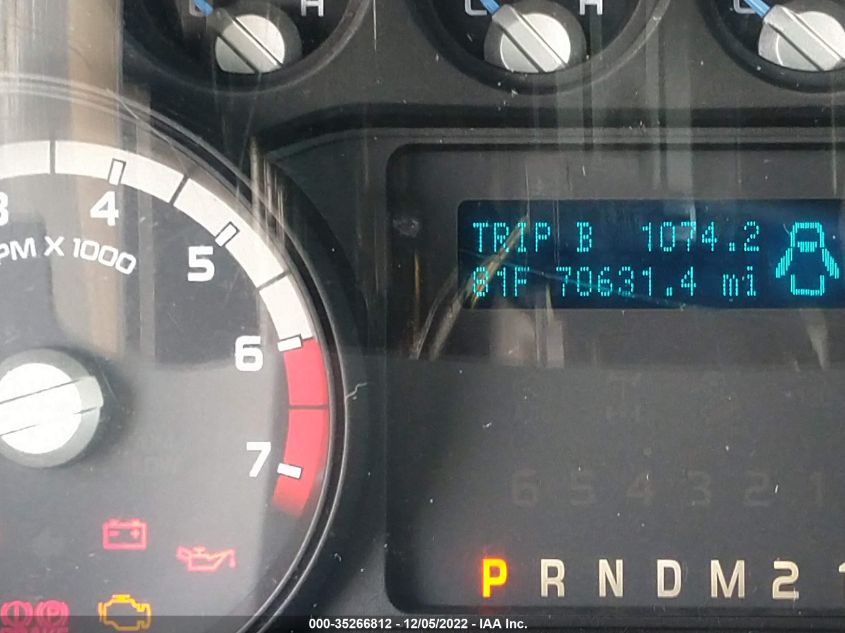 C H
C H
C
3
4
5
6
7
RPM X 1000
TRIP B 1074.2
81F 70631.4 mi
6 5 4 3 2 1
P R N D M 2 1
000-35266812 - 12/05/2022 - IAA Inc.